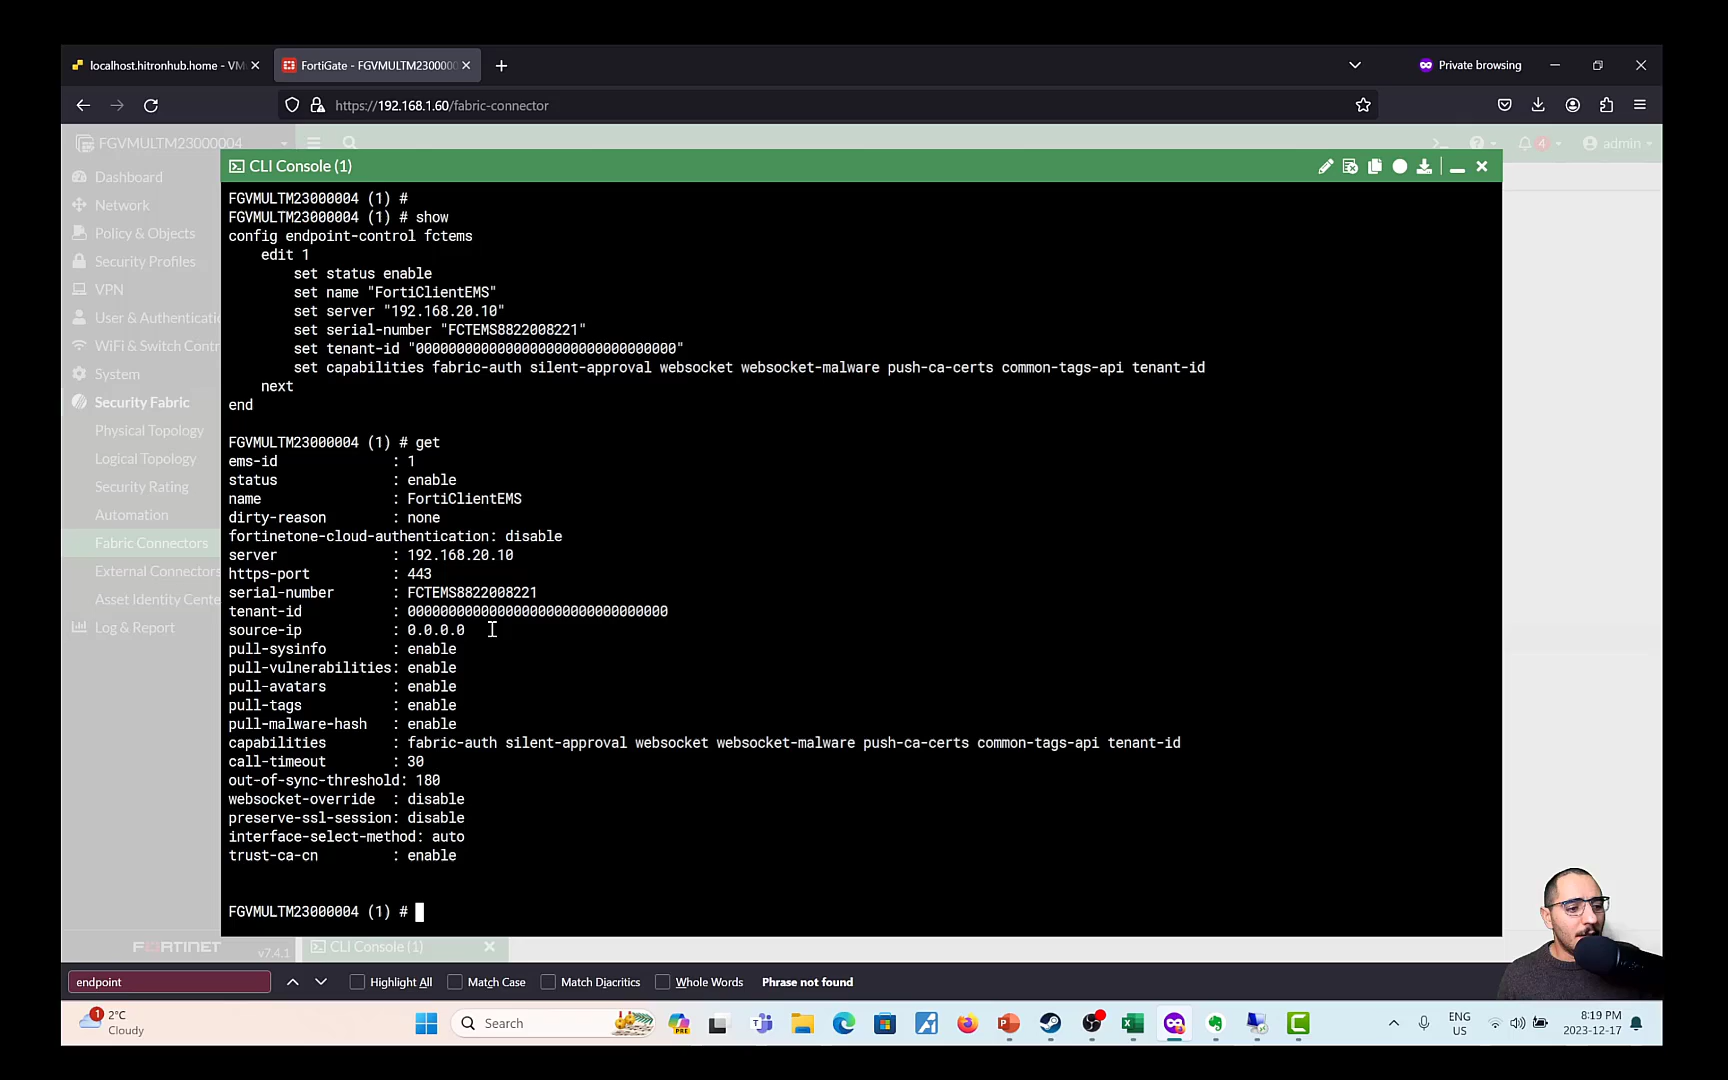 localhost.hitronhub.home - VM
FortiGate - FGVMULTM2300000
Private browsing
https://192.168.1.60/fabric-connector
FGVMULTM23000004
4
admin
CLI Console (1)
Dashboard
Network
Policy & Objects
Security Profiles
VPN
User & Authenticatio
WiFi & Switch Contr
System
Security Fabric
Physical Topology
Logical Topology
Security Rating
Automation
Fabric Connectors
External Connectors
Asset Identity Cente
Log & Report
FGVMULTM23000004 (1) #
FGVMULTM23000004 (1) # show
config endpoint-control fctems
edit 1
set status enable
set name "FortiClientEMS"
set server "192.168.20.10"
set serial-number "FCTEMS8822008221"
set tenant-id "00000000000000000000000000000000"
set capabilities fabric-auth silent-approval websocket websocket-malware push-ca-certs common-tags-api tenant-id
next
end
FGVMULTM23000004 (1) # get
ems-id : 1
status : enable
name : FortiClientEMS
dirty-reason : none
fortinetone-cloud-authentication: disable
server : 192.168.20.10
https-port : 443
serial-number : FCTEMS8822008221
tenant-id : 00000000000000000000000000000000
source-ip : 0.0.0.0
pull-sysinfo : enable
pull-vulnerabilities: enable
pull-avatars : enable
pull-tags : enable
pull-malware-hash : enable
capabilities : fabric-auth silent-approval websocket websocket-malware push-ca-certs common-tags-api tenant-id
call-timeout : 30
out-of-sync-threshold: 180
websocket-override : disable
preserve-ssl-session: disable
interface-select-method: auto
trust-ca-cn : enable
FGVMULTM23000004 (1) #
FORTINET
v7.4.1
CLI Console (1)
endpoint
Highlight All
Match Case
Match Diacritics
Whole Words
Phrase not found
1
2°C
Cloudy
Search
PRE
ENG
US
8:19 PM
2023-12-17